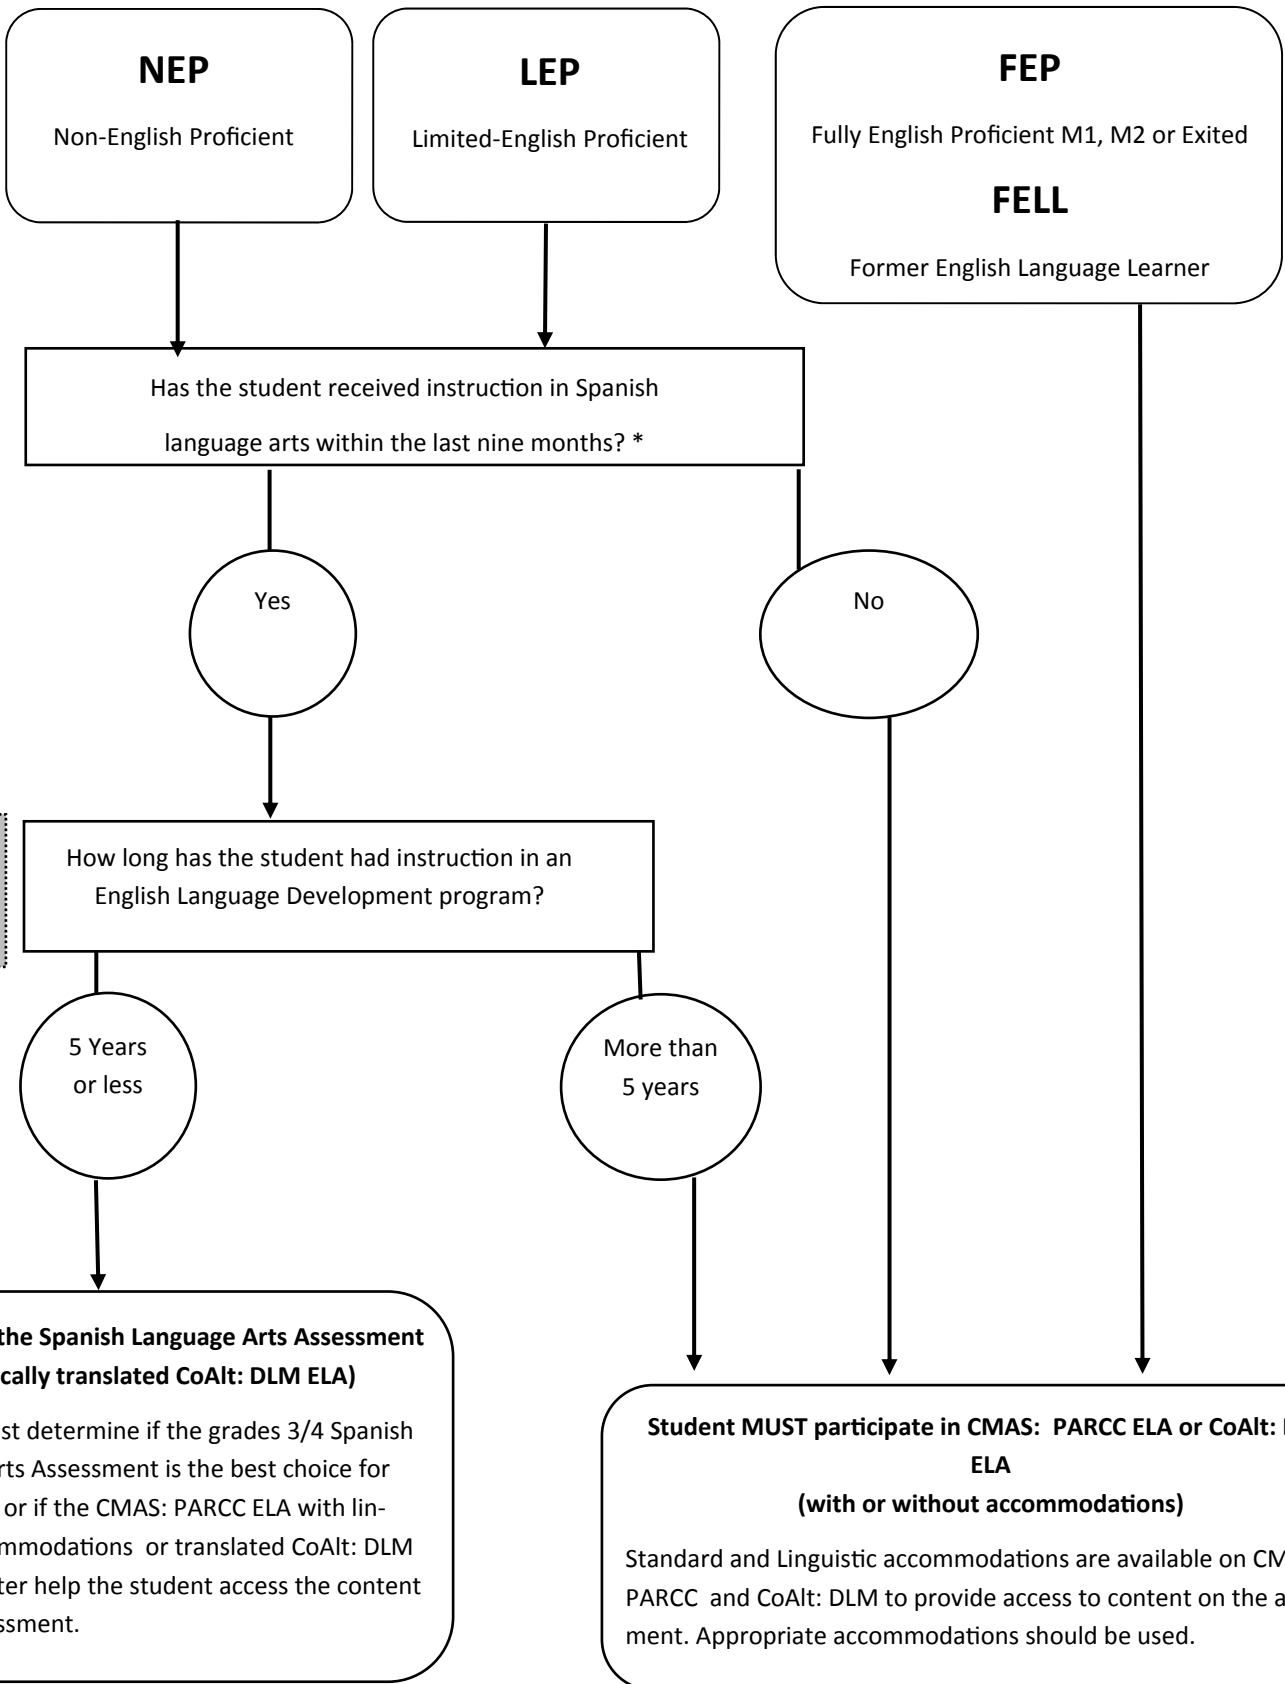 NEP
Non-English Proficient
LEP
Limited-English Proficient
FEP
Fully English Proficient M1, M2 or Exited
FELL
Former English Language Learner
Has the student received instruction in Spanish
language arts within the last nine months? *
Yes
No
How long has the student had instruction in an
English Language Development program?
5 Years
or less
More than
5 years
the Spanish Language Arts Assessment
cally translated CoAlt: DLM ELA)
st determine if the grades 3/4 Spanish
rts Assessment is the best choice for
or if the CMAS: PARCC ELA with lin-
mmodations or translated CoAlt: DLM
ter help the student access the content
ssment.
Student MUST participate in CMAS: PARCC ELA or CoAlt:
ELA
(with or without accommodations)
Standard and Linguistic accommodations are available on CM
PARCC and CoAlt: DLM to provide access to content on the a
ment. Appropriate accommodations should be used.